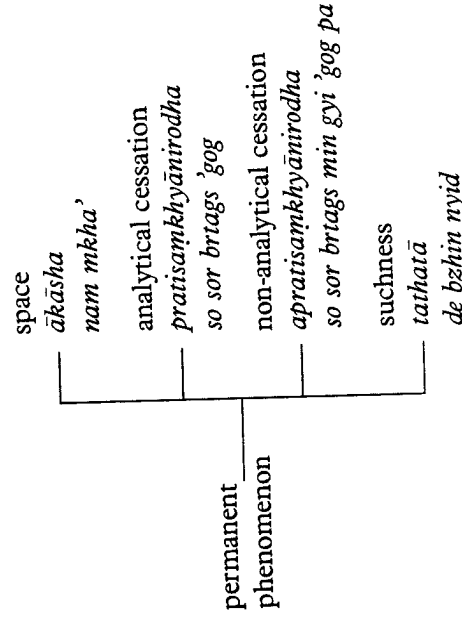 permanent
phenomenon
space
ākāsha
nam mkha'
analytical cessation
pratisaṃkhyānirodha
so sor brtags 'gog
non-analytical cessation
apratisaṃkhyānirodha
so sor brtags min gyi 'gog pa
suchness
tathatā
de bzhin nyid